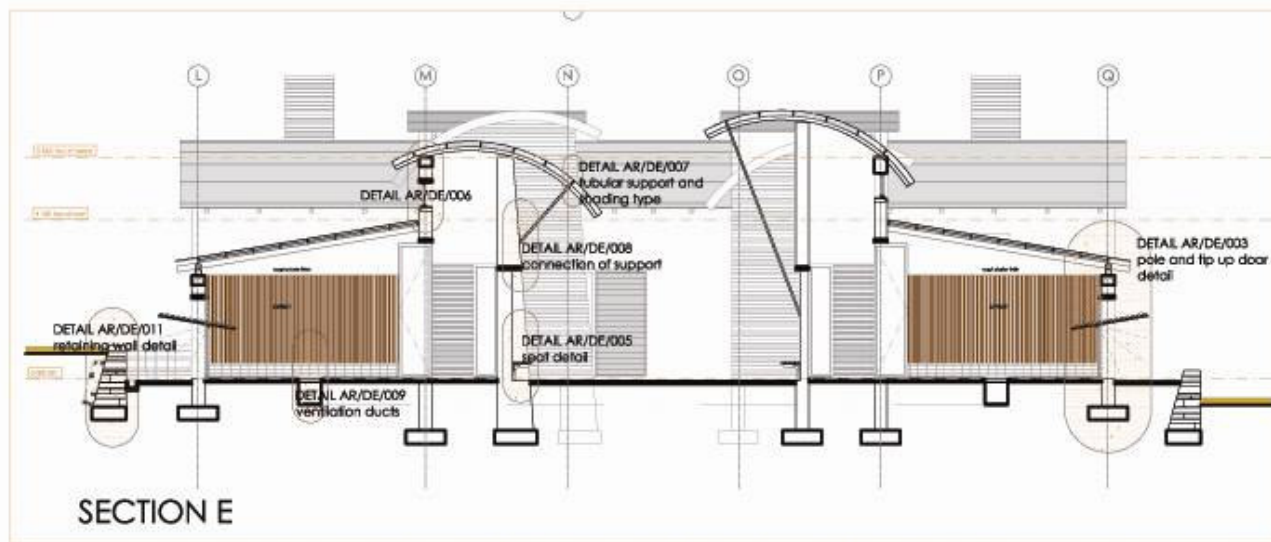 L
M
N
O
P
Q
DETAIL AR/DE/007
tubular support and
shading type
DETAIL AR/DE/006
DETAIL AR/DE/008
connection of support
DETAIL AR/DE/003
pole and tip up door
detail
DETAIL AR/DE/011
retaining wall detail
DETAIL AR/DE/005
seat detail
DETAIL AR/DE/009
ventilation ducts
SECTION E